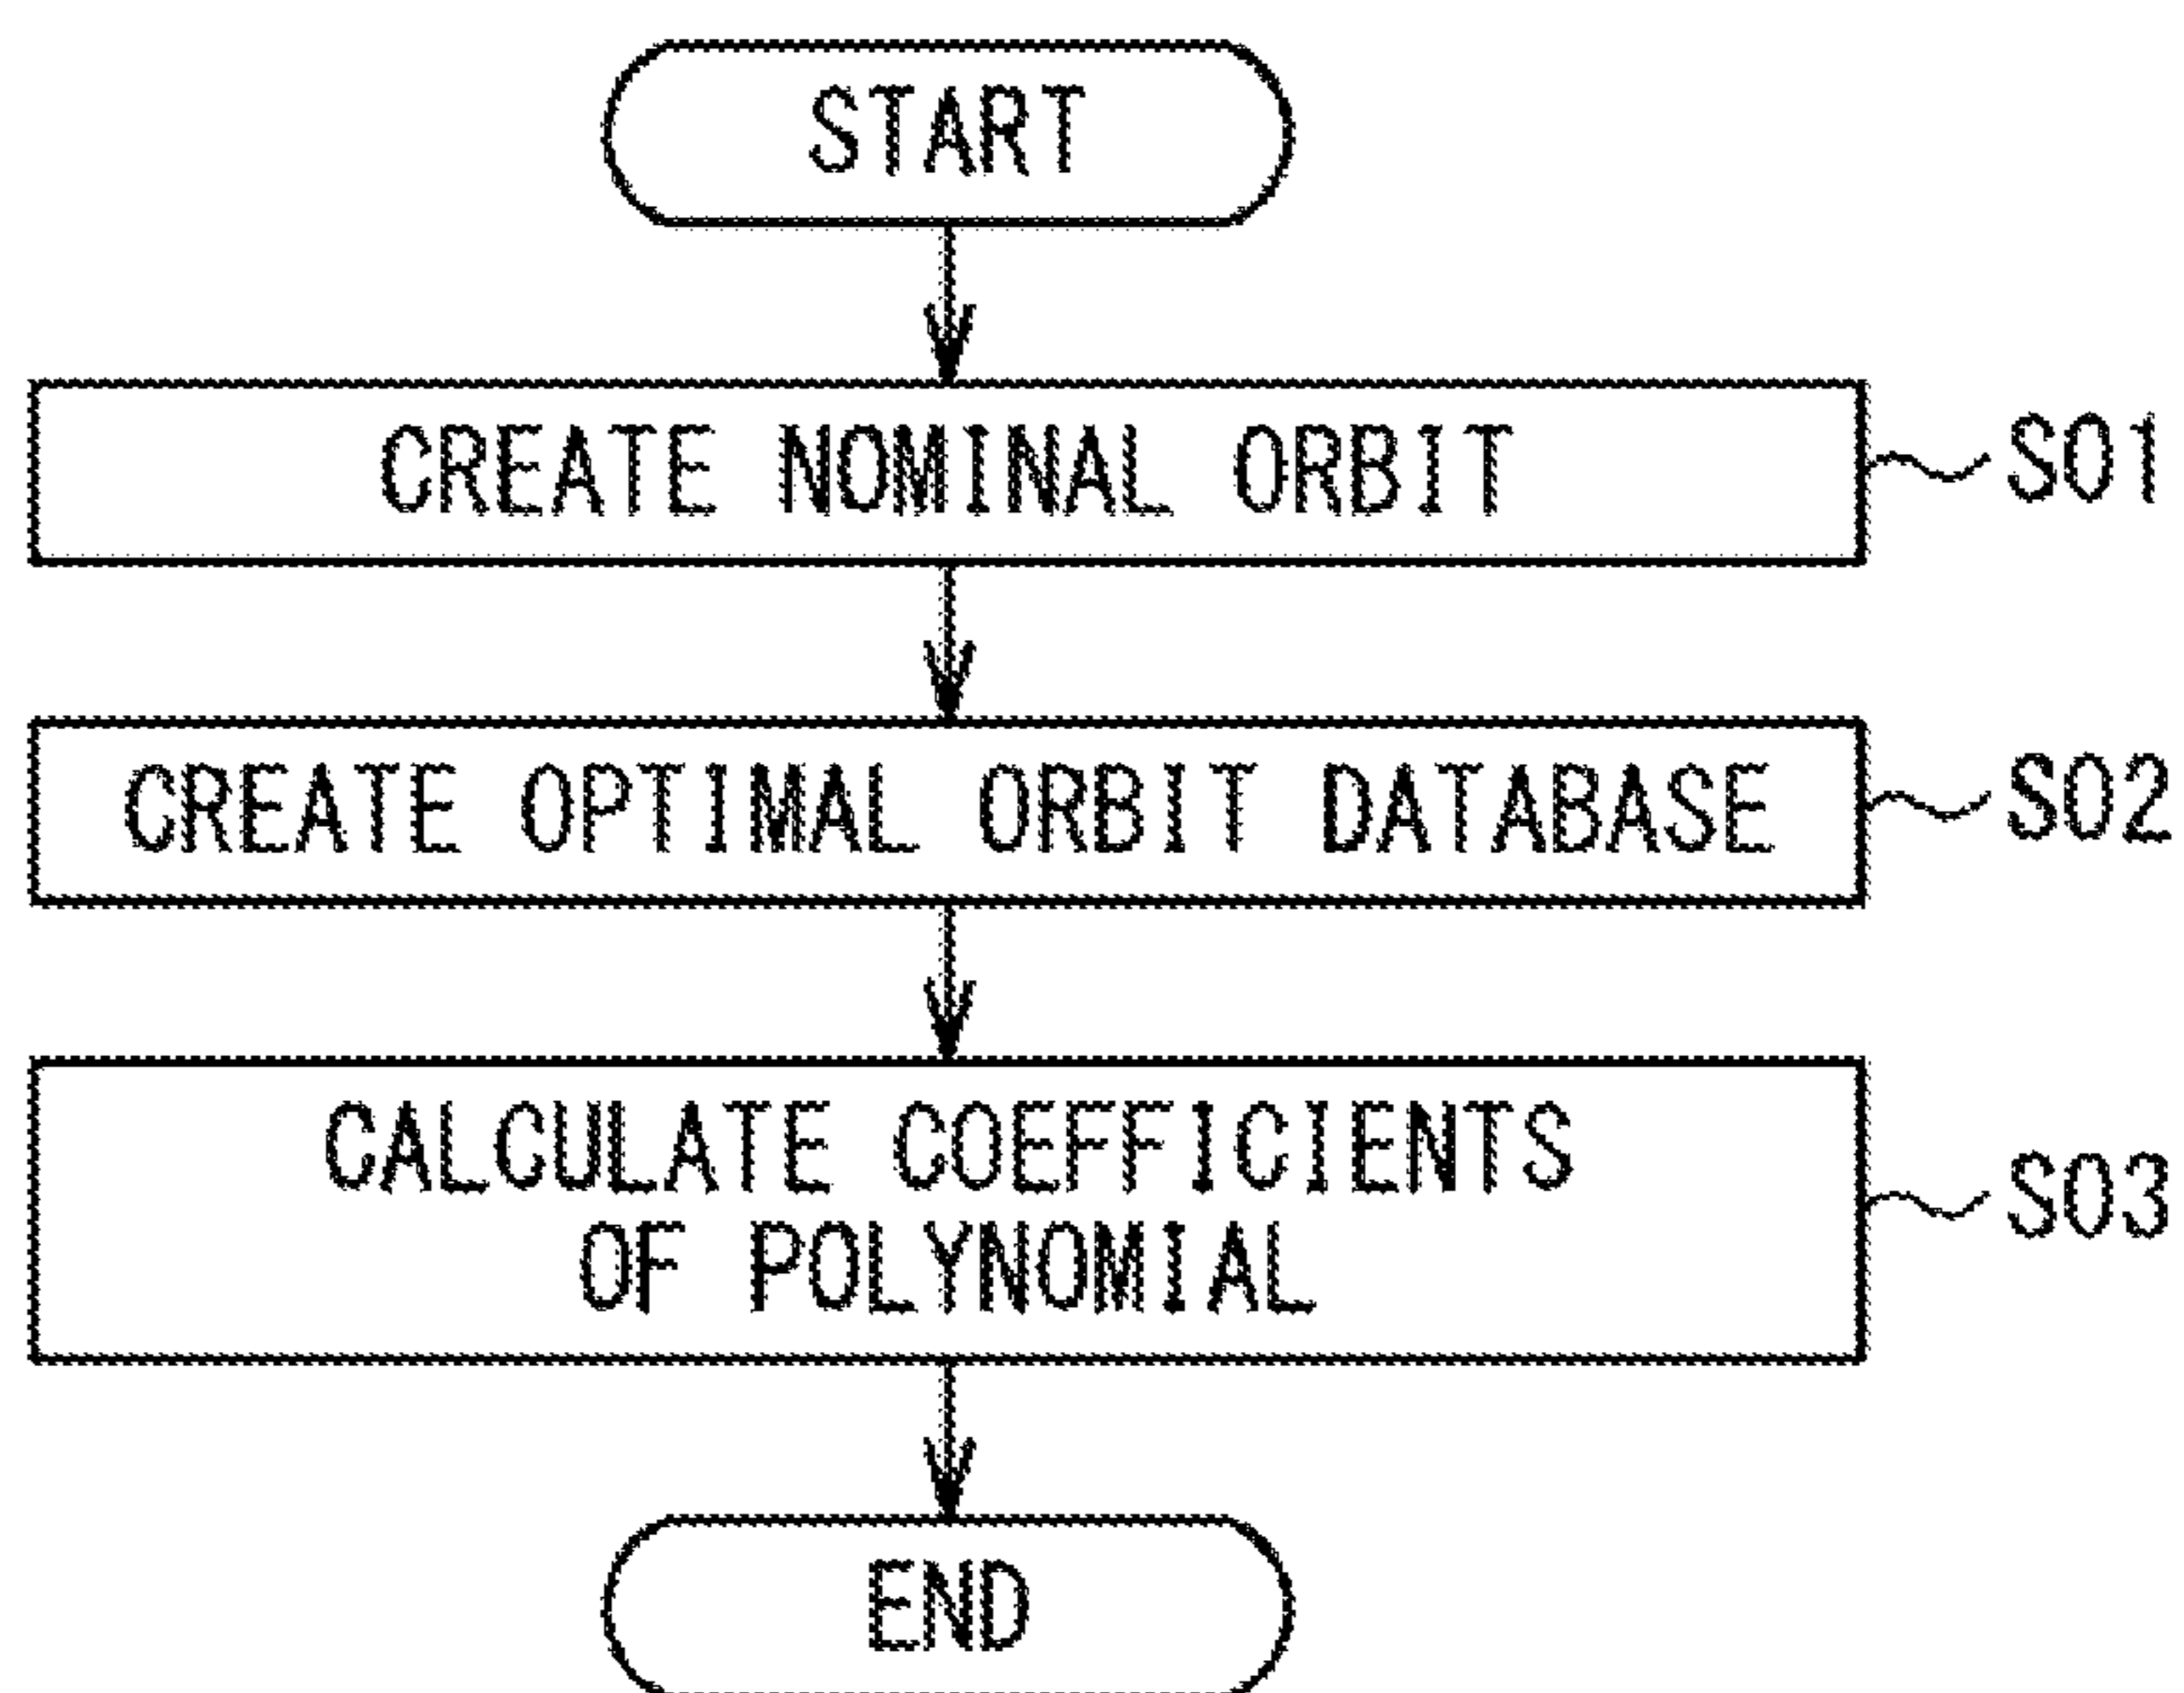 START
CREATE NOMINAL ORBIT
S01
CREATE OPTIMAL ORBIT DATABASE
S02
CALCULATE COEFFICIENTS
OF POLYNOMIAL
S03
END